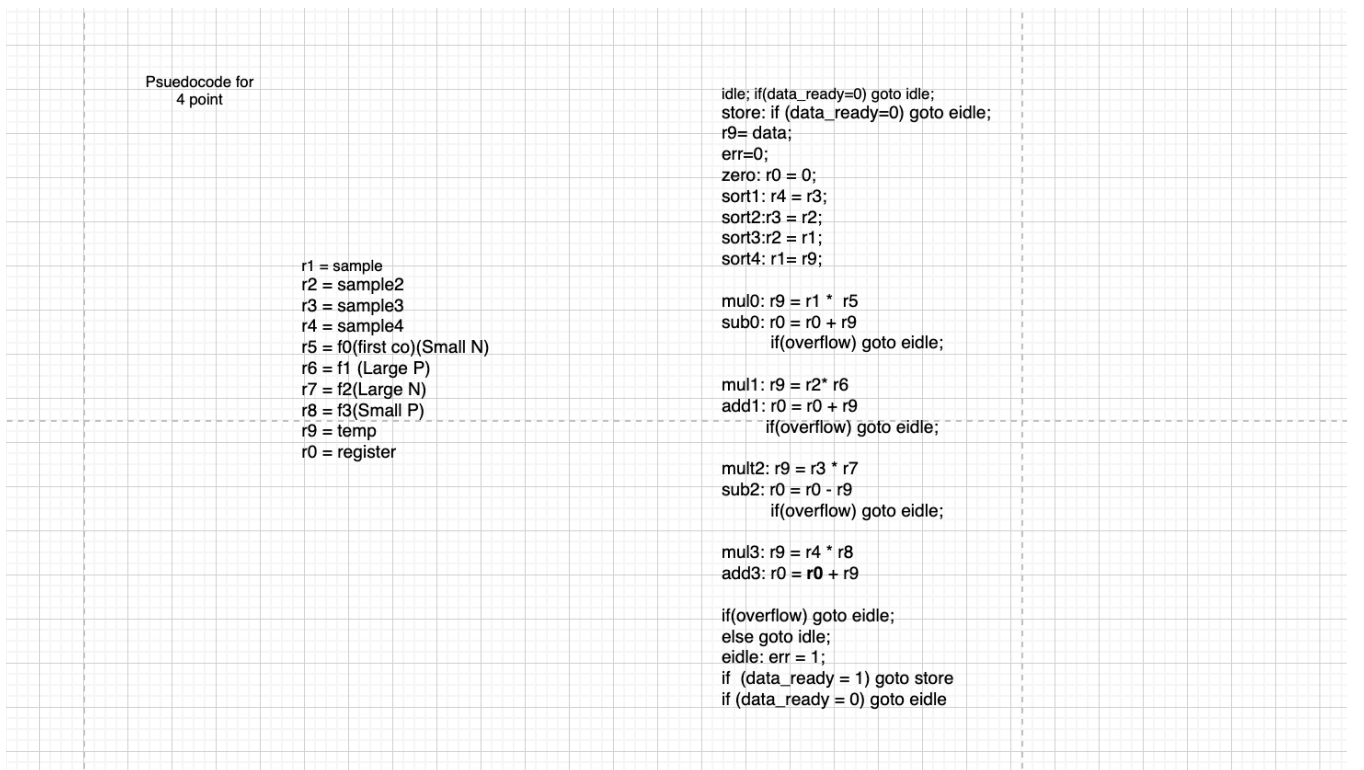 Psuedocode for
4 point
r1 = sample
r2 = sample2
r3 = sample3
r4 = sample4
r5 = f0(first co)(Small N)
r6 = f1 (Large P)
r7 = f2(Large N)
r8 = f3(Small P)
r9 = temp
r0 = register
idle; if(data_ready=0) goto idle;
store: if (data_ready=0) goto eidle;
r9= data;
err=0;
zero: r0 = 0;
sort1: r4 = r3;
sort2:r3 = r2;
sort3:r2 = r1;
sort4: r1= r9;
mul0: r9 = r1 * r5
sub0: r0 = r0 + r9
if(overflow) goto eidle;
mul1: r9 = r2* r6
add1: r0 = r0 + r9
if(overflow) goto eidle;
mult2: r9 = r3 * r7
sub2: r0 = r0 - r9
if(overflow) goto eidle;
mul3: r9 = r4 * r8
add3: r0 = r0 + r9
if(overflow) goto eidle;
else goto idle;
eidle: err = 1;
if (data_ready = 1) goto store
if (data_ready = 0) goto eidle